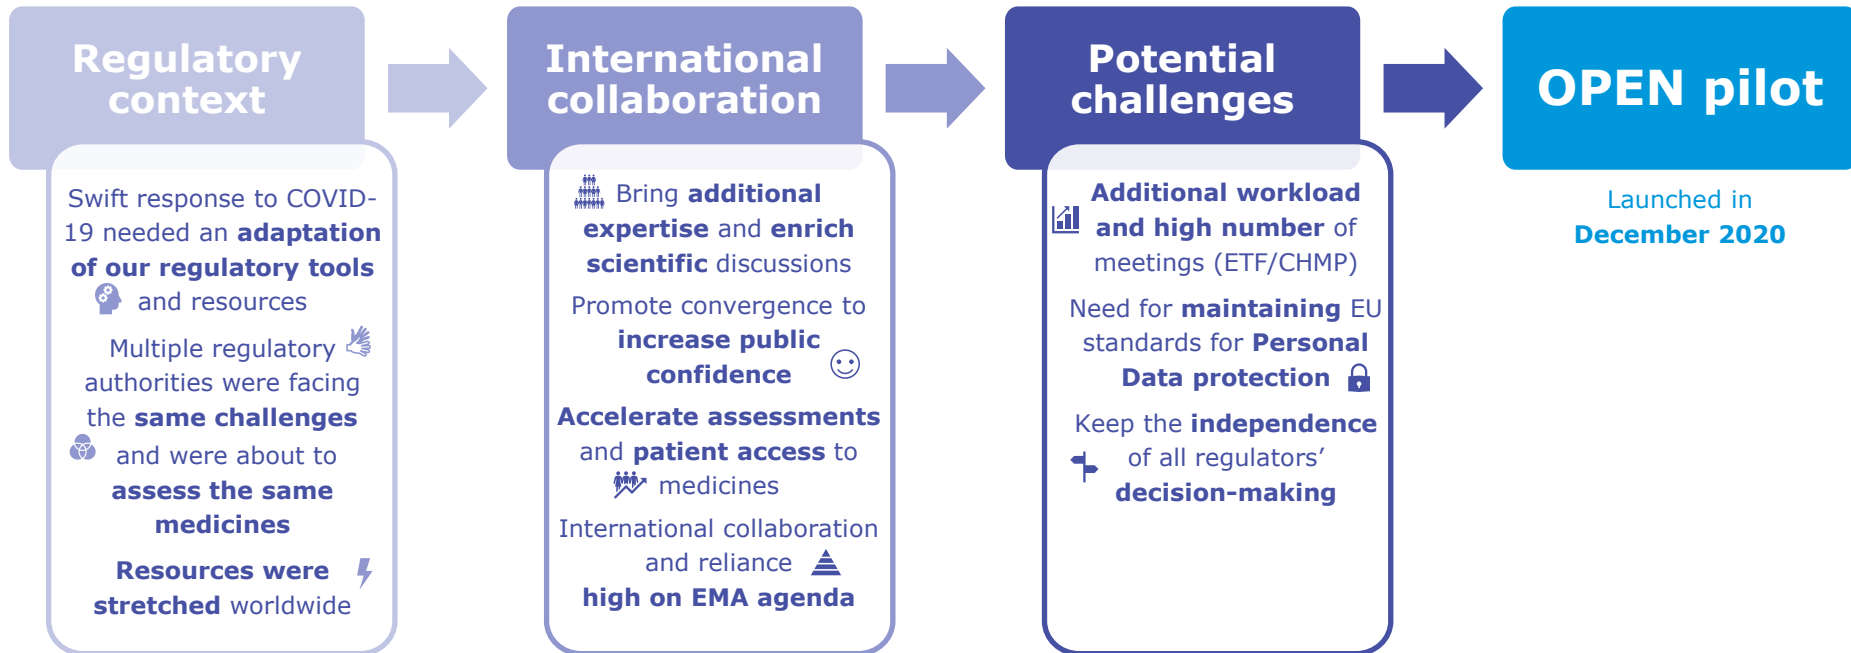 Regulatory
context
Swift response to COVID-
19 needed an adaptation
of our regulatory tools
and resources
Multiple regulatory
authorities were facing
the same challenges
and were about to
assess the same
medicines
Resources were
stretched worldwide
International
collaboration
Bring additional
expertise and enrich
scientific discussions
Promote convergence to
increase public
confidence
Accelerate assessments
and patient access to
medicines
International collaboration
and reliance
high on EMA agenda
Potential
challenges
Additional workload
and high number of
meetings (ETF/CHMP)
Need for maintaining EU
standards for Personal
Data protection
Keep the independence
of all regulators’
decision-making
OPEN pilot
Launched in
December 2020